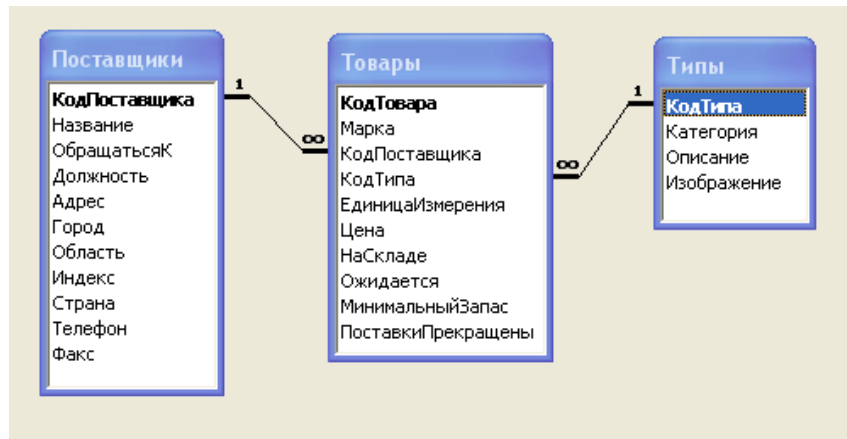 Поставщики
КодПоставщика
Название
ОбращатьсяК
Должность
Адрес
Город
Область
Индекс
Страна
Телефон
Факс
1
∞
Товары
КодТовара
Марка
КодПоставщика
КодТипа
ЕдиницаИзмерения
Цена
НаСкладе
Ожидается
МинимальныйЗапас
ПоставкиПрекращены
∞
1
Типы
КодТипа
Категория
Описание
Изображение